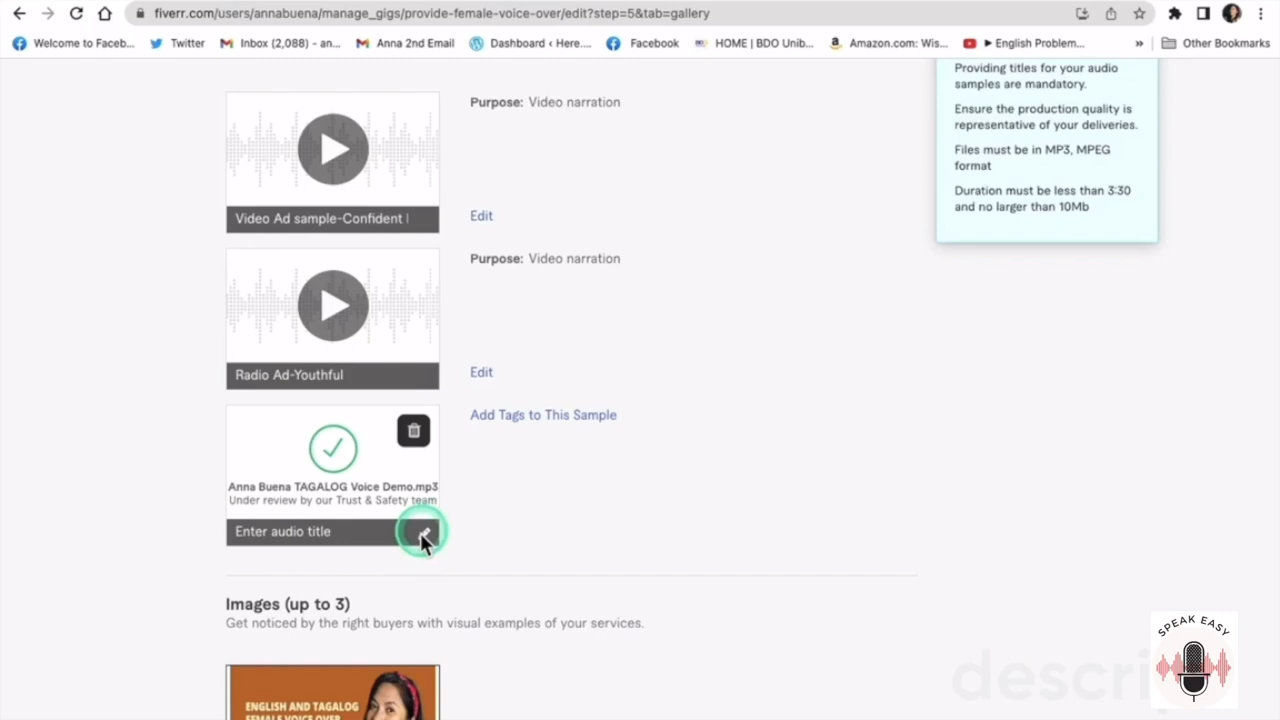 fiverr.com/users/annabuena/manage_gigs/provide-female-voice-over/edit?step=5&tab=gallery
Welcome to Faceb... Twitter Inbox (2,088) – an... Anna 2nd Email Dashboard ‹ Here.... Facebook HOME | BDO Unib... Amazon.com: Wis... ► English Problem... » Other Bookmarks
Providing titles for your audio
samples are mandatory.
Ensure the production quality is
representative of your deliveries.
Files must be in MP3, MPEG
format
Duration must be less than 3:30
and no larger than 10Mb
Purpose: Video narration
Video Ad sample-Confident
Edit
Purpose: Video narration
Radio Ad-Youthful
Edit
Add Tags to This Sample
Anna Buena TAGALOG Voice Demo.mp3
Under review by our Trust & Safety team
Enter audio title
Images (up to 3)
Get noticed by the right buyers with visual examples of your services.
ENGLISH AND TAGALOG
FEMALE VOICE OVER
SPEAK EASY
descri